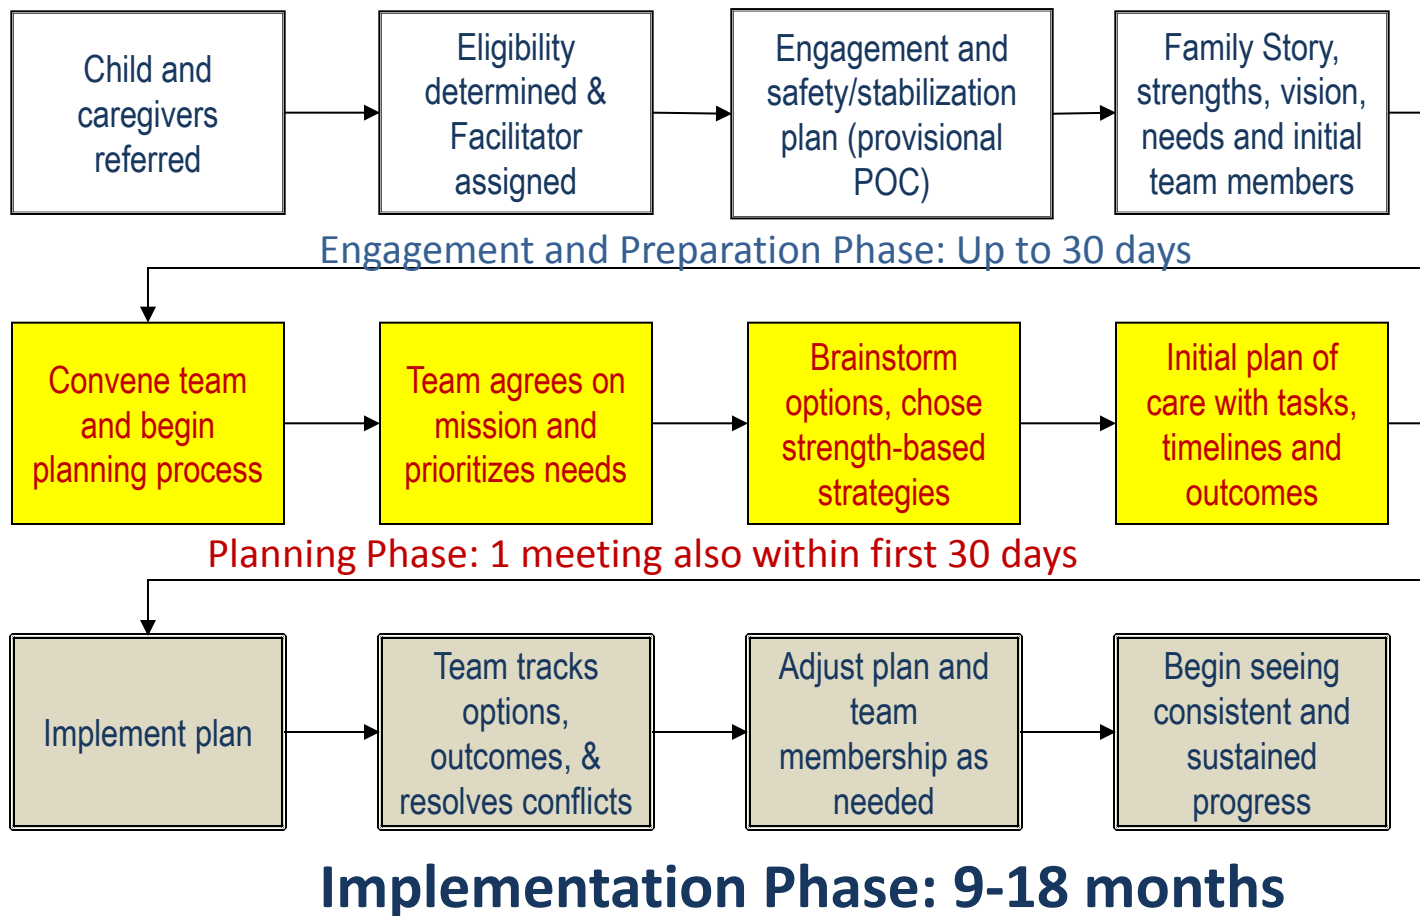 Child and
caregivers
referred
Eligibility
determined &
Facilitator
assigned
Engagement and
safety/stabilization
plan (provisional
POC)
Family Story,
strengths, vision,
needs and initial
team members
Engagement and Preparation Phase: Up to 30 days
Convene team
and begin
planning process
Team agrees on
mission and
prioritizes needs
Brainstorm
options, chose
strength-based
strategies
Initial plan of
care with tasks,
timelines and
outcomes
Planning Phase: 1 meeting also within first 30 days
Implement plan
Team tracks
options,
outcomes, &
resolves conflicts
Adjust plan and
team
membership as
needed
Begin seeing
consistent and
sustained
progress
Implementation Phase: 9-18 months